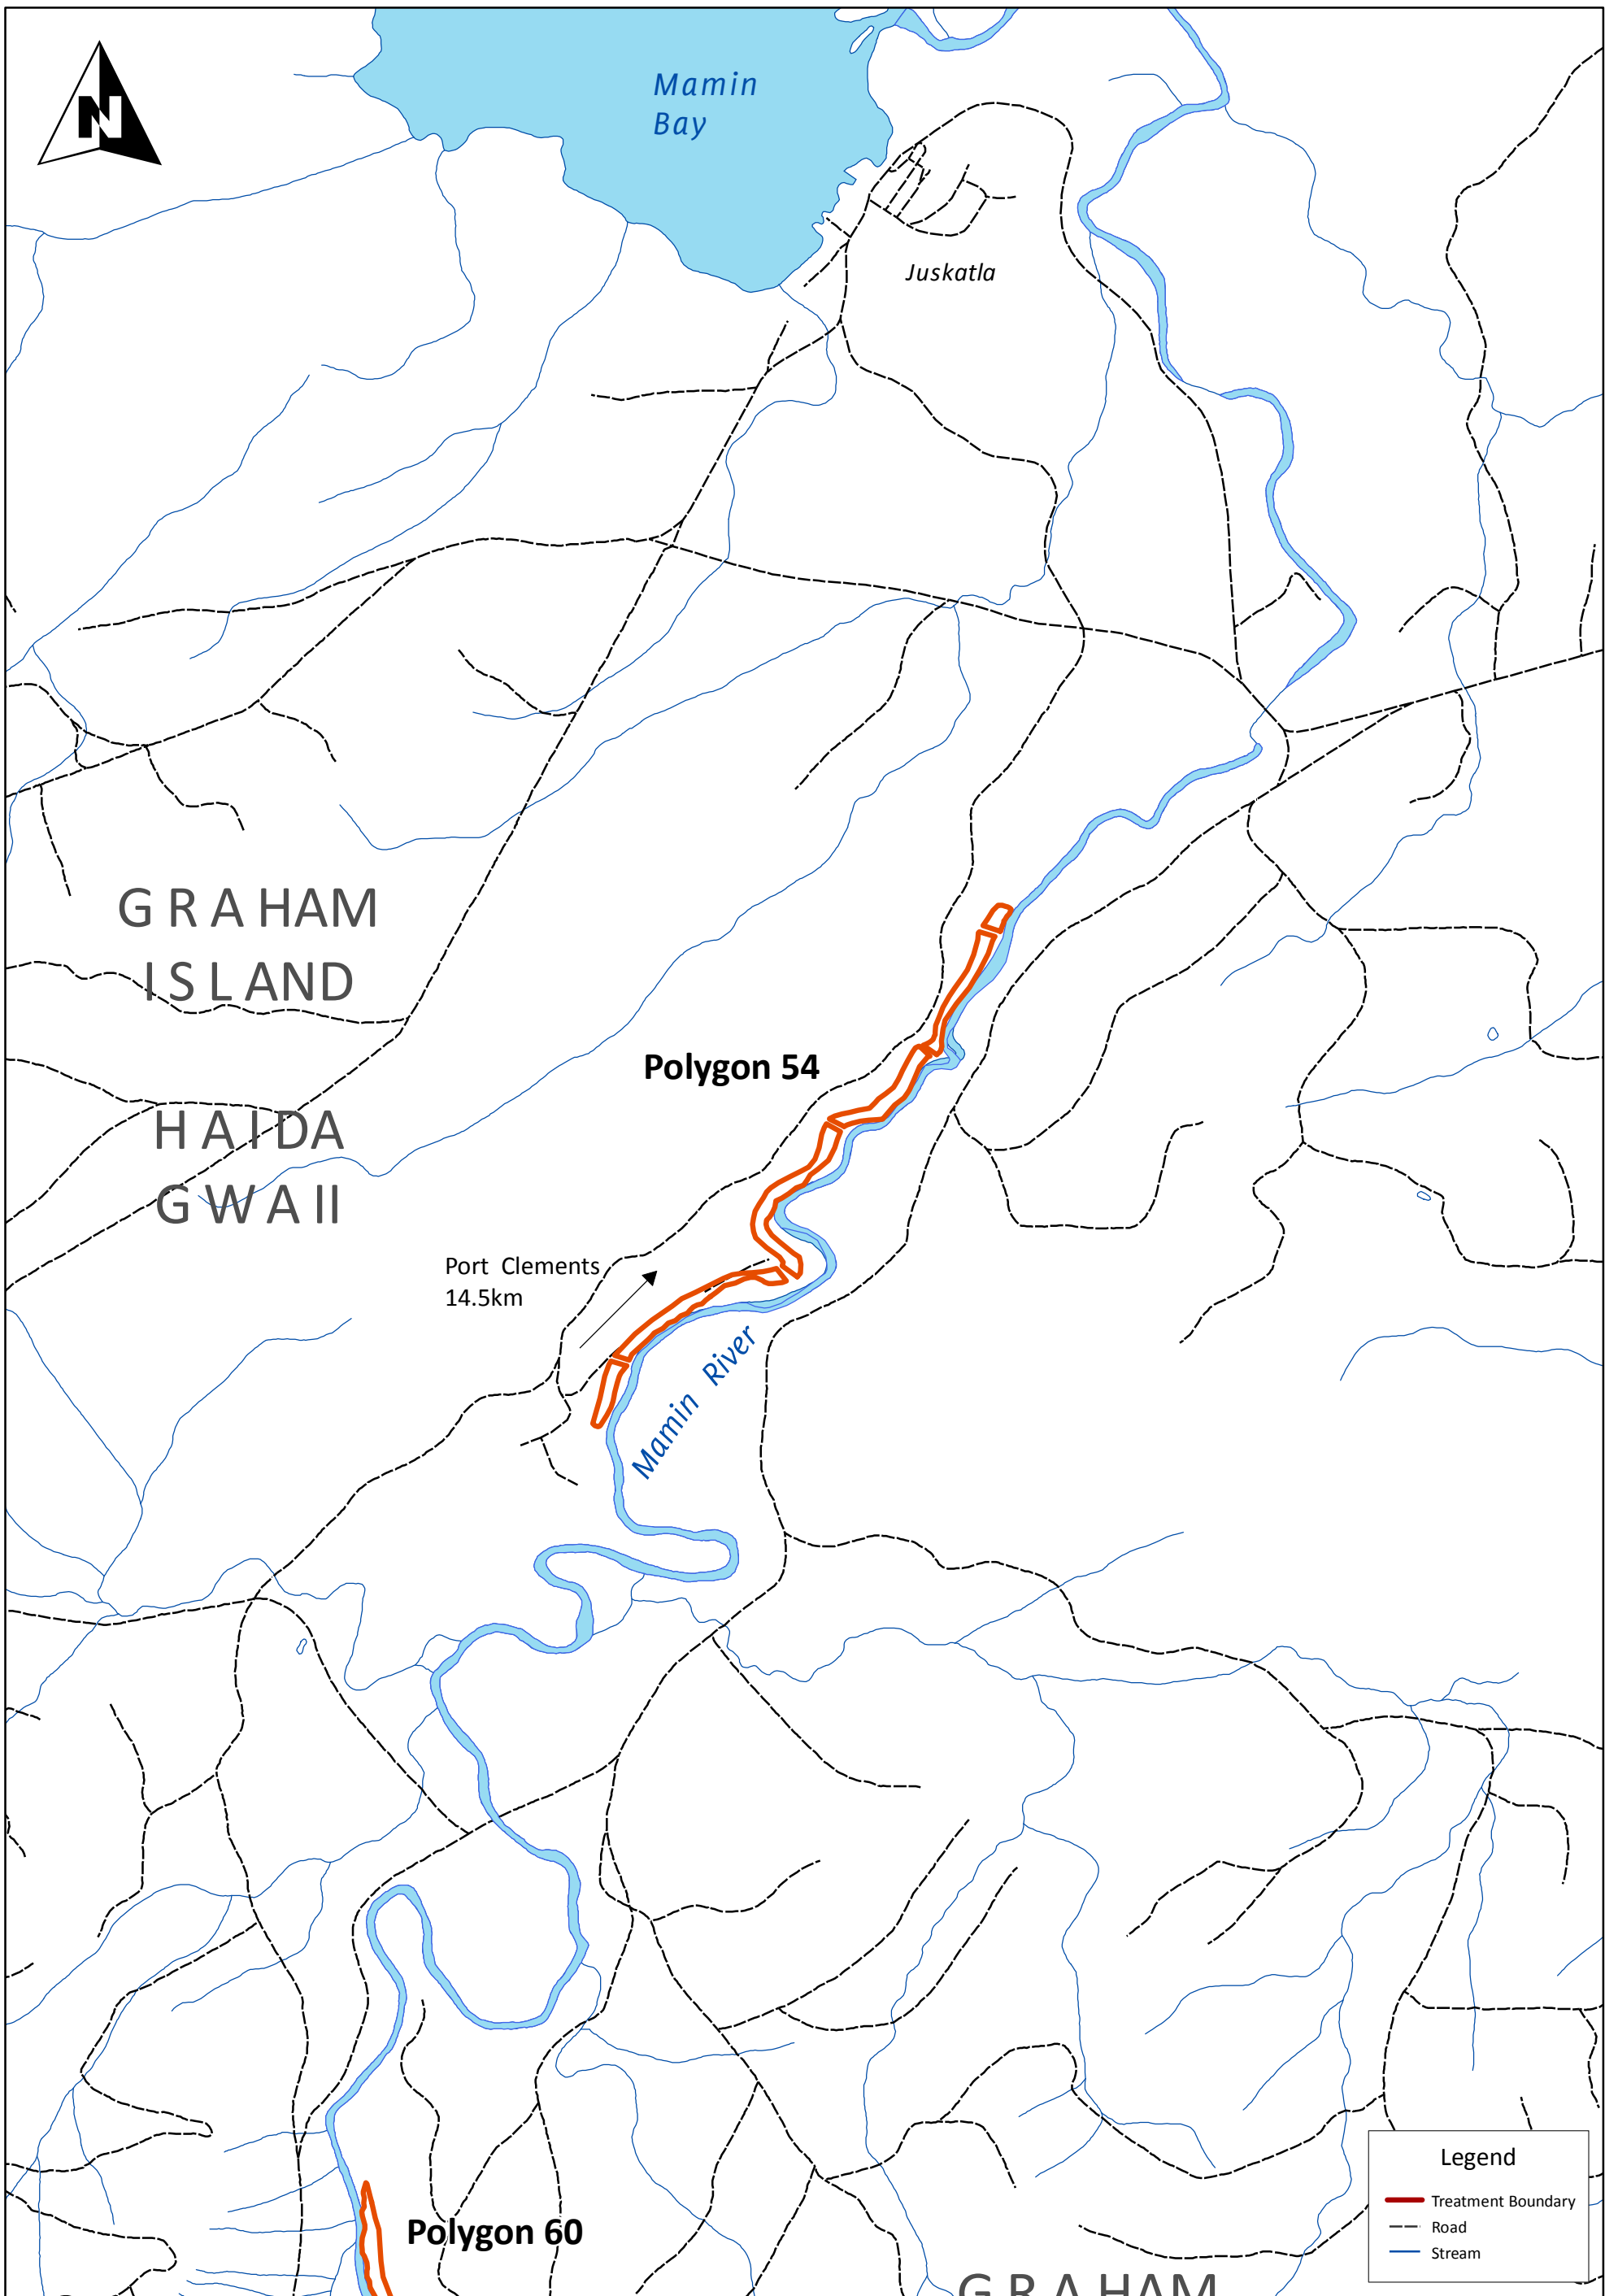 N
Mamin
Bay
Juskatla
GRAHAM
ISLAND
Polygon 54
HAIDA
GWAII
Port Clements
14.5km
Mamin River
Polygon 60
Legend
Treatment Boundary
Road
Stream
GRAHAM